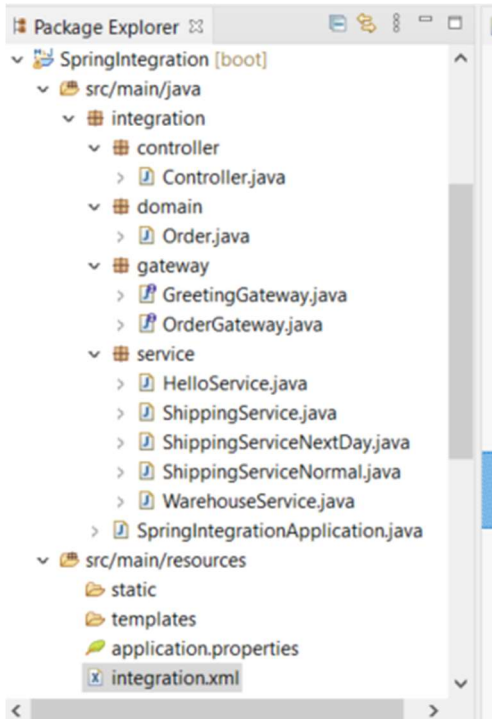 Package Explorer
SpringIntegration [boot]
src/main/java
integration
controller
Controller.java
domain
Order.java
gateway
GreetingGateway.java
OrderGateway.java
service
HelloService.java
ShippingService.java
ShippingServiceNextDay.java
ShippingServiceNormal.java
WarehouseService.java
SpringIntegrationApplication.java
src/main/resources
static
templates
application.properties
integration.xml